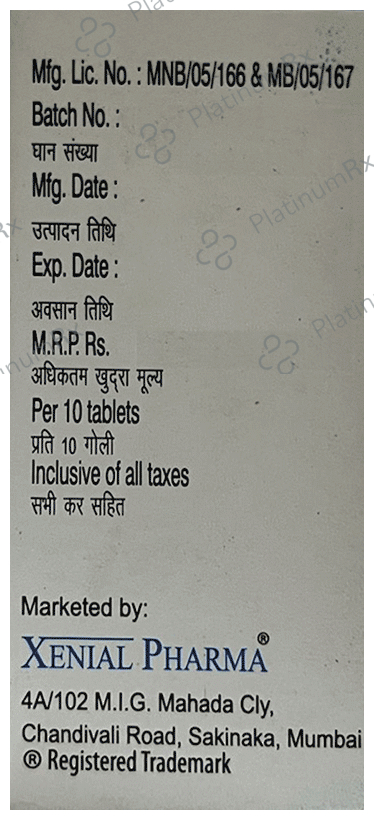 Mfg. Lic. No. : MNB/05/166 & MB/05/167
Batch No. :
घान संख्या
Mfg. Date :
उत्पादन तिथि
Exp. Date :
अवसान तिथि
M.R.P. Rs.
अधिकतम खुद्रा मूल्य
Per 10 tablets
प्रति 10 गोली
Inclusive of all taxes
सभी कर सहित
Marketed by:
XENIAL PHARMA®
4A/102 M.I.G. Mahada Cly,
Chandivali Road, Sakinaka, Mumbai
® Registered Trademark
PlatinumRx
PlatinumRx